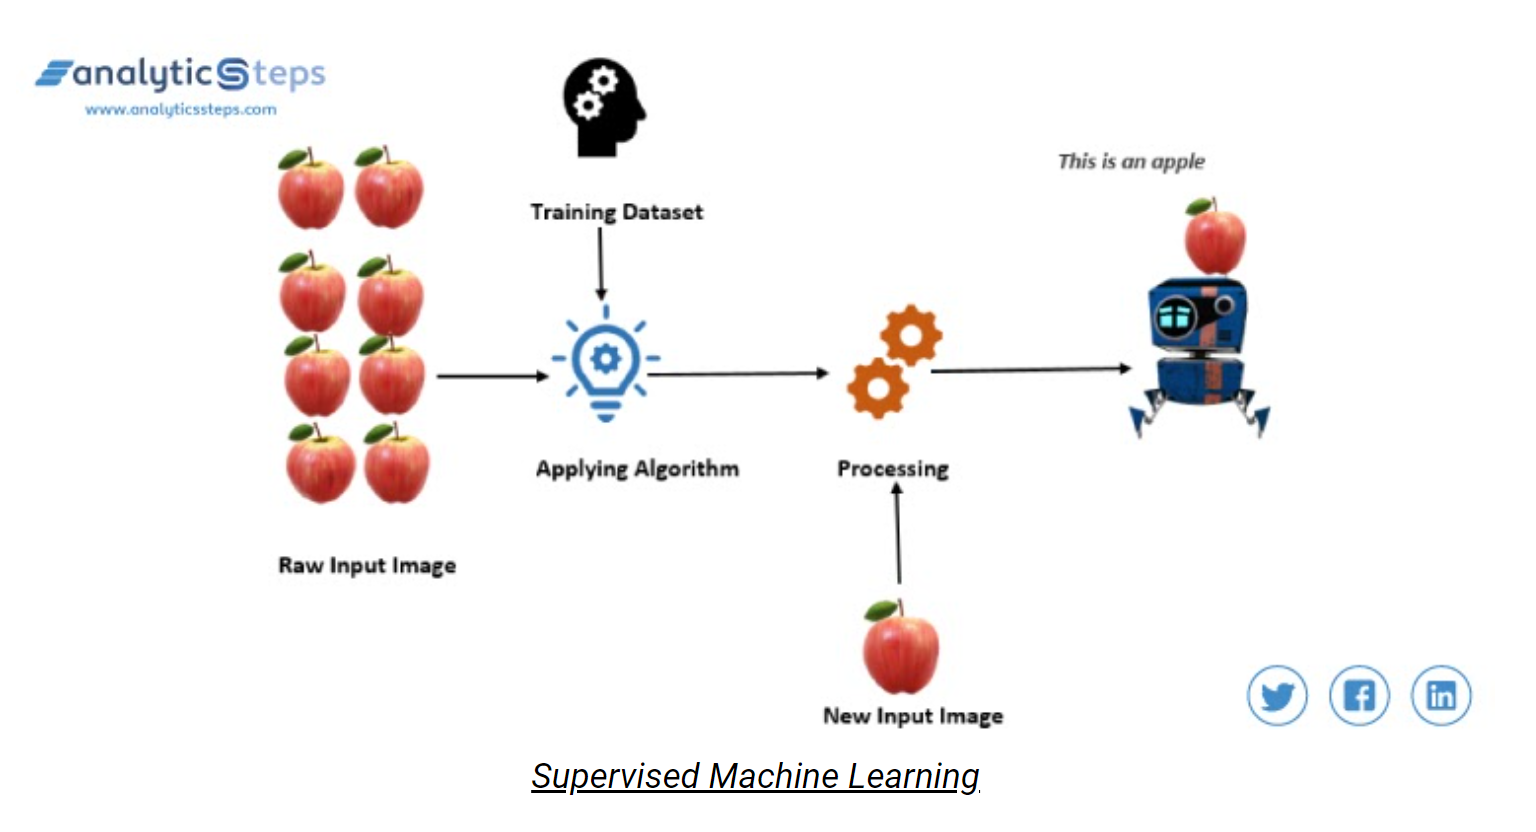 analyticSteps
www.analyticssteps.com
This is an apple
Training Dataset
Applying Algorithm
Processing
Raw Input Image
New Input Image
in
Supervised Machine Learning